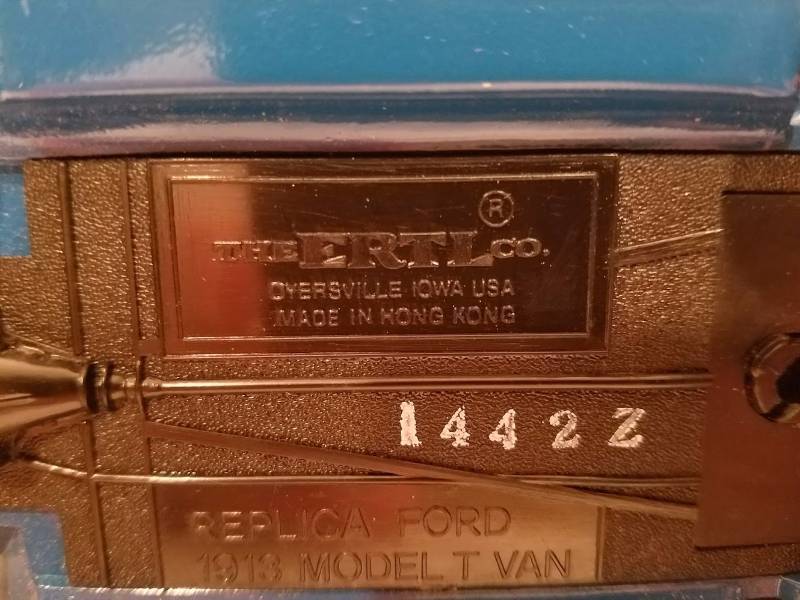 ®
THE ERTL CO.
DYERSVILLE IOWA USA
MADE IN HONG KONG
1442Z
REPLICA FORD
1913 MODEL T VAN